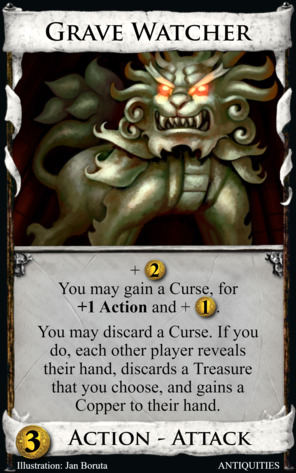 GRAVE WATCHER
+ 2
You may gain a Curse, for
+1 Action and + 1.
You may discard a Curse. If you
do, each other player reveals
their hand, discards a Treasure
that you choose, and gains a
Copper to their hand.
3 ACTION - ATTACK
Illustration: Jan Boruta ANTIQUITIES